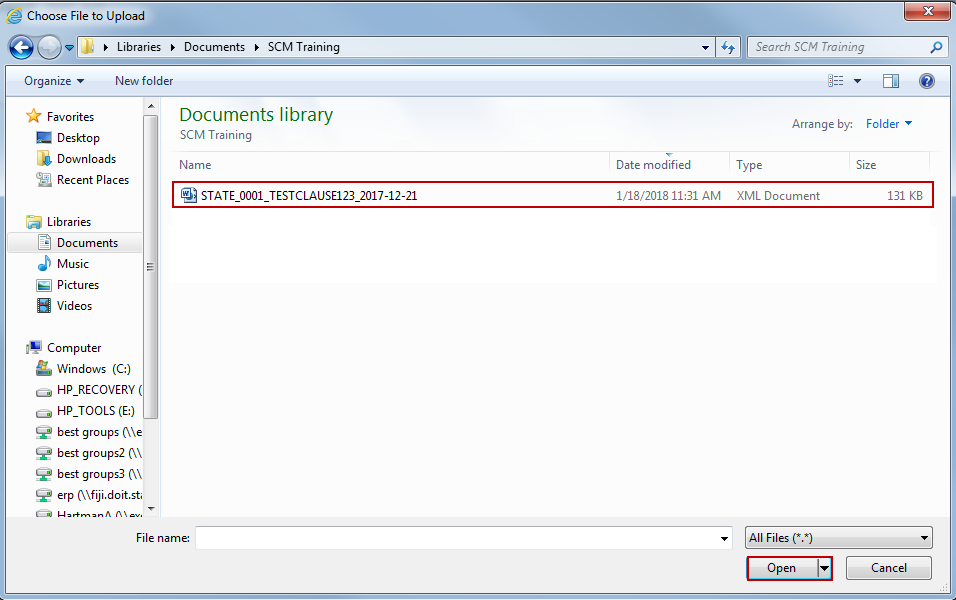 Choose File to Upload
Libraries Documents SCM Training
Search SCM Training
Organize New folder
Favorites
Desktop
Downloads
Recent Places
Libraries
Documents
Music
Pictures
Videos
Computer
Windows (C:)
HP_RECOVERY (
HP_TOOLS (E:)
best groups (\\e
best groups2 (\\
best groups3 (\\
erp (\\fiji.doit.sta
HartmanA (\\exe
Documents library
SCM Training
Arrange by: Folder
Name Date modified Type Size
STATE_0001_TESTCLAUSE123_2017-12-21 1/18/2018 11:31 AM XML Document 131 KB
File name:
All Files (*.*)
Open Cancel